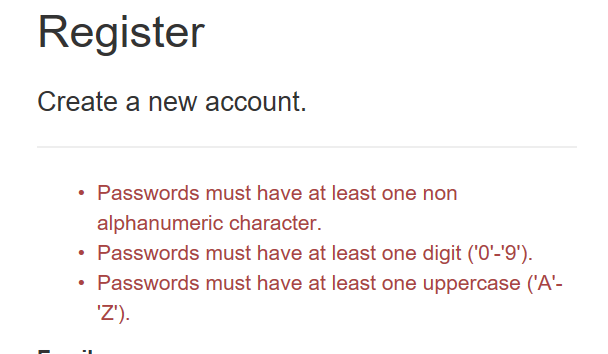 Register
Create a new account.
• Passwords must have at least one non
alphanumeric character.
• Passwords must have at least one digit ('0'-'9').
• Passwords must have at least one uppercase ('A'-
'Z').